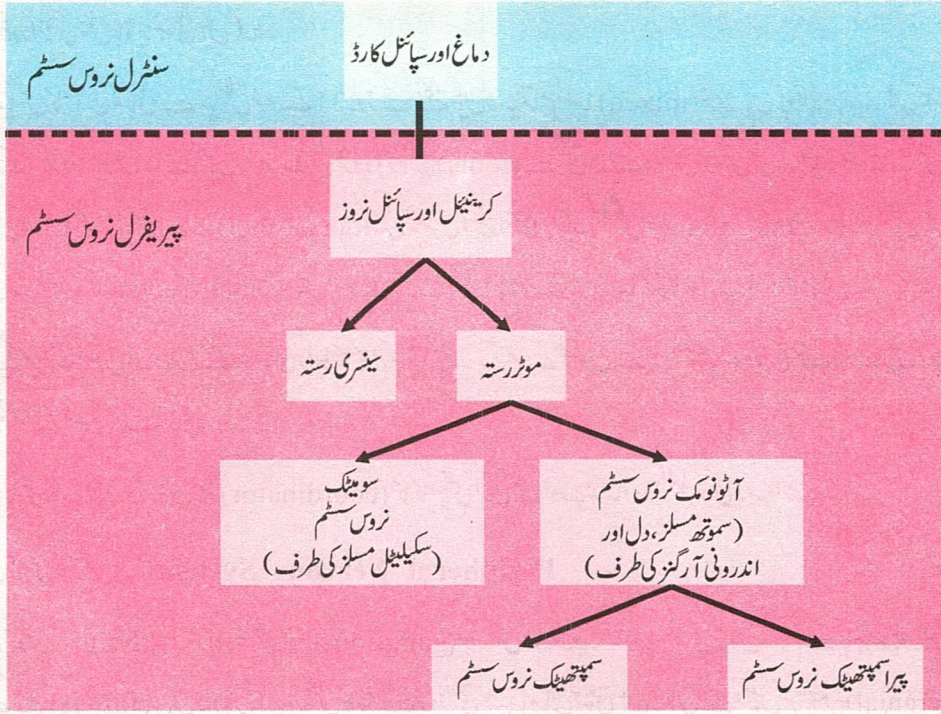 دماغ اور سپائنل کارڈ
سنٹرل نروس سسٹم
کرینیئل اور سپائنل نروز
پیریفرل نروس سسٹم
موٹر رستہ
سینسری رستہ
آٹونومک نروس سسٹم
(سموتھ مسلز، دل اور
اندرونی آرگنز کی طرف)
سومیٹک
نروس سسٹم
(سکیلیٹل مسلز کی طرف)
پیراسمپتھیٹک نروس سسٹم
سمپتھیٹک نروس سسٹم